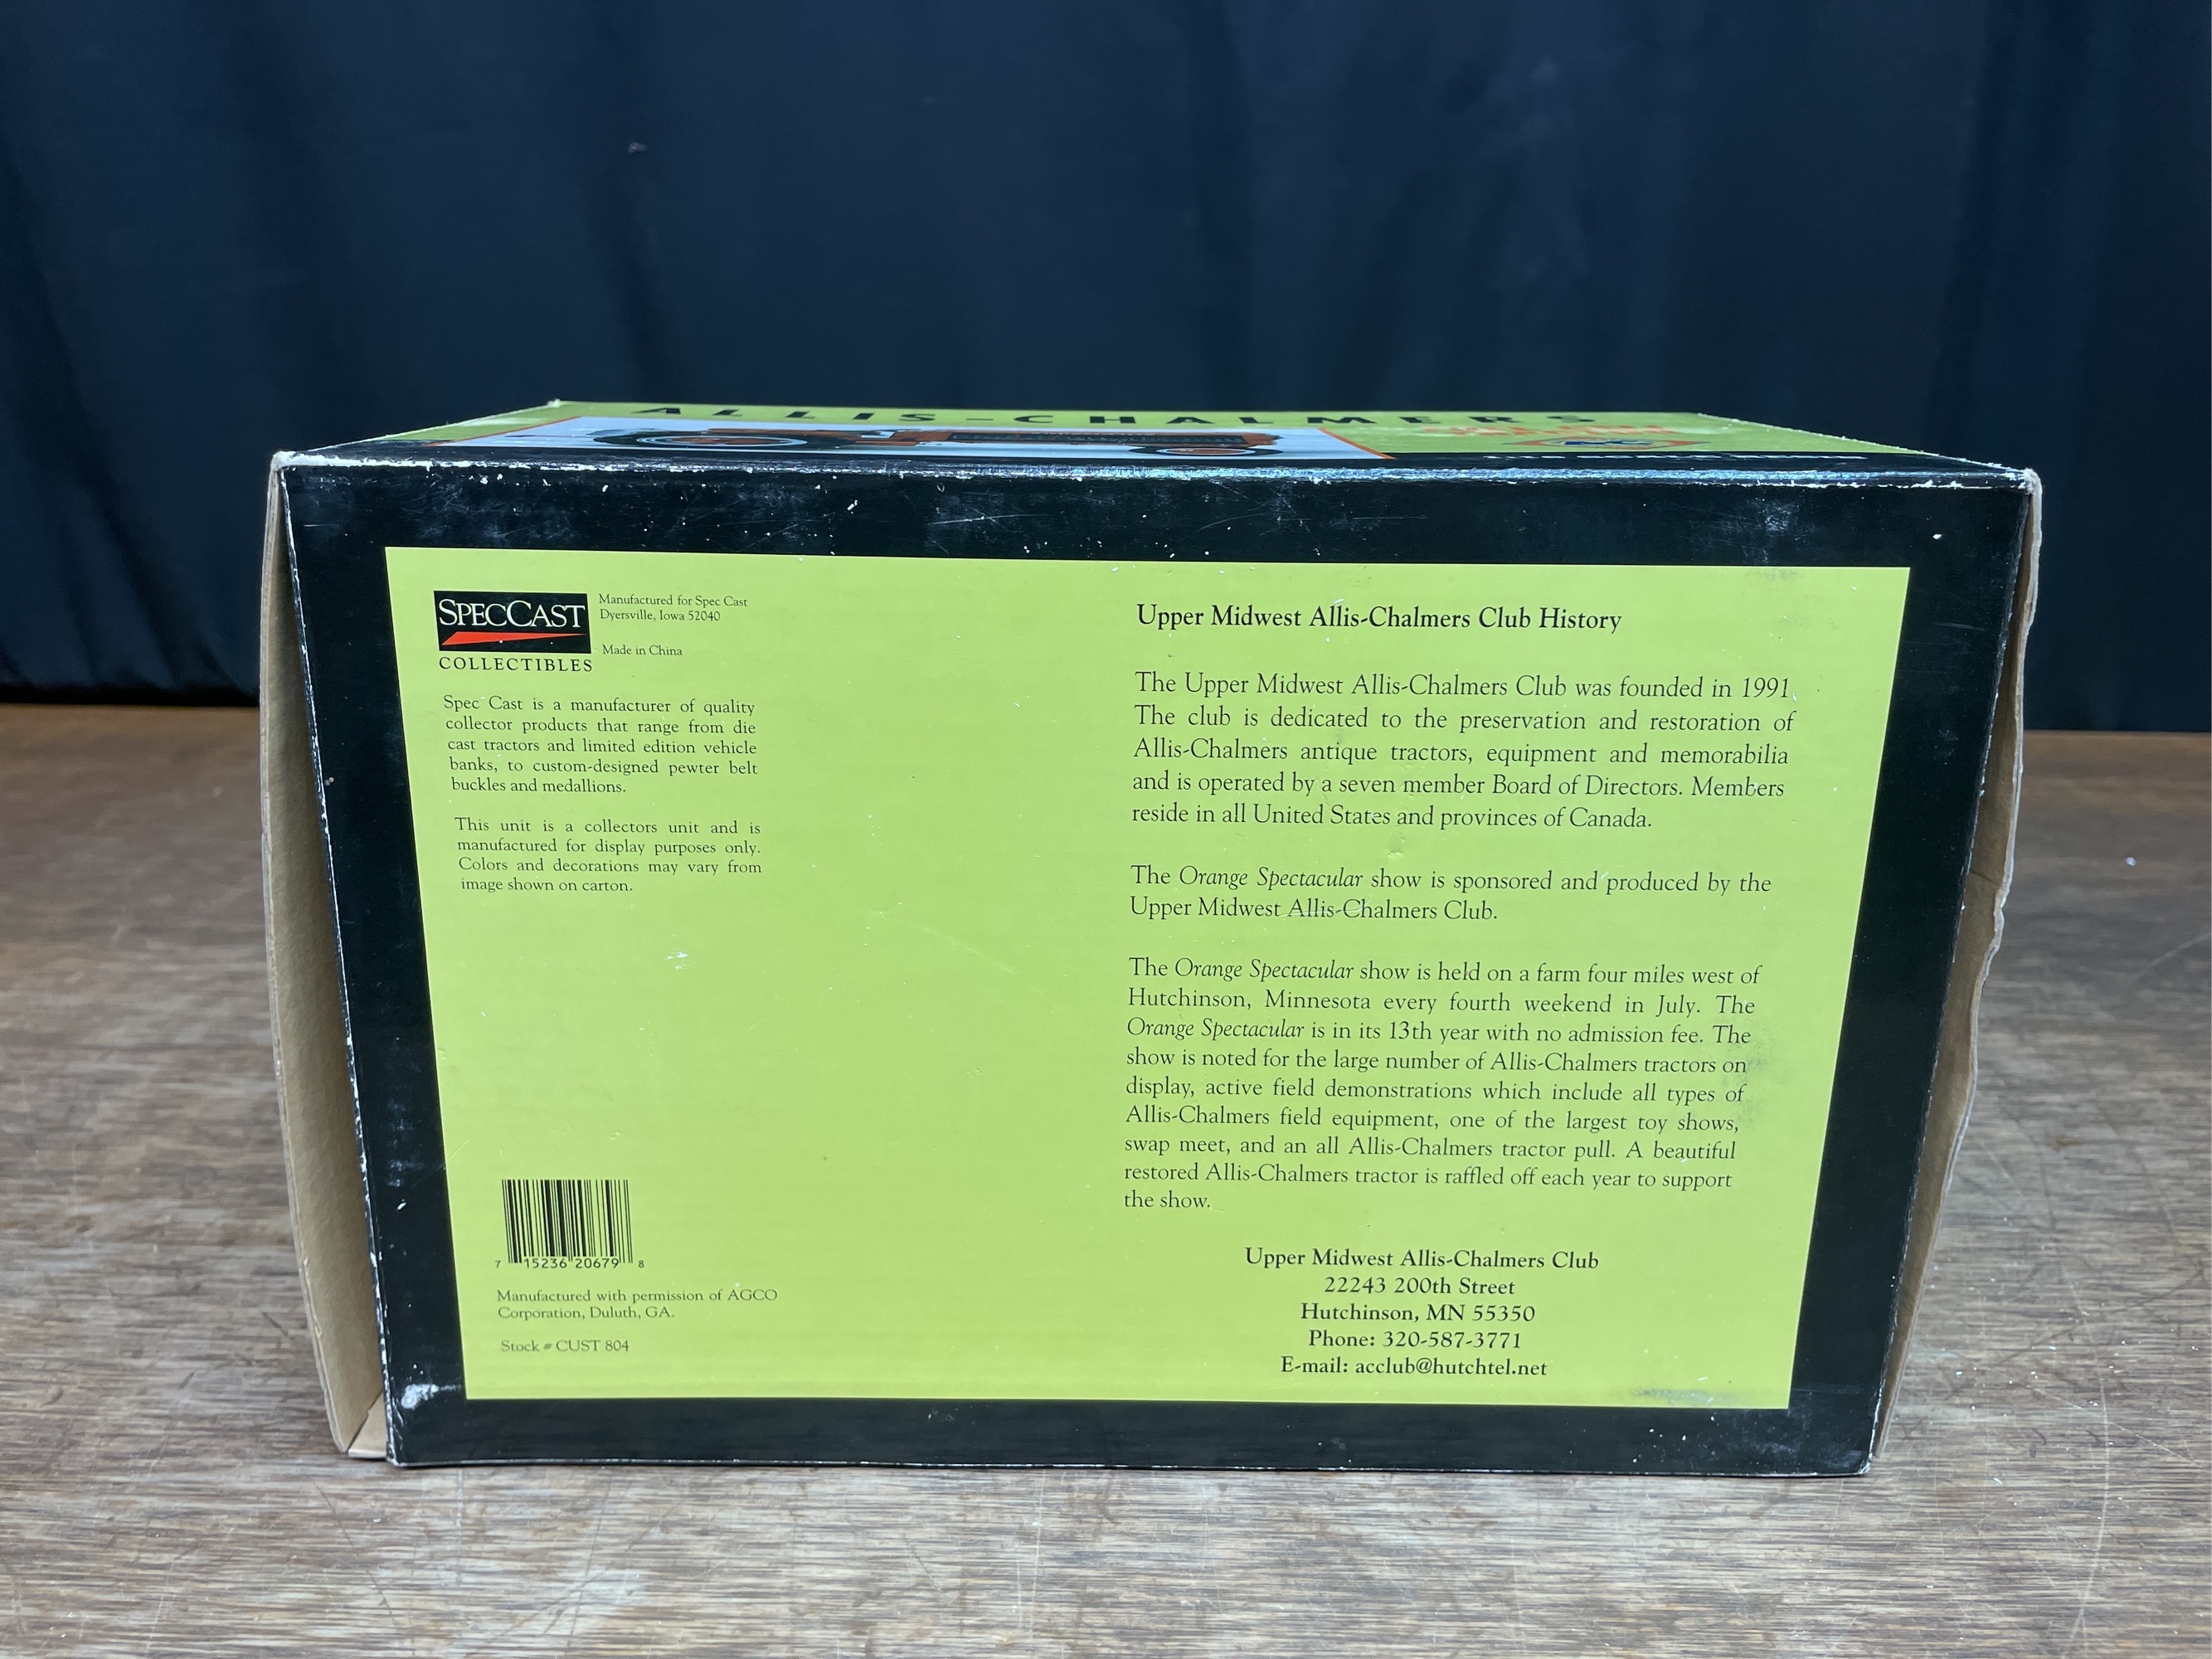 ALLIS-CHALMERS
SPECCAST
COLLECTIBLES
Manufactured for Spec Cast
Dyersville, Iowa 52040
Made in China
Spec Cast is a manufacturer of quality
collector products that range from die
cast tractors and limited edition vehicle
banks, to custom-designed pewter belt
buckles and medallions.
This unit is a collectors unit and is
manufactured for display purposes only.
Colors and decorations may vary from
image shown on carton.
7 15236 20679 8
Manufactured with permission of AGCO
Corporation, Duluth, GA.
Stock # CUST 804
Upper Midwest Allis-Chalmers Club History
The Upper Midwest Allis-Chalmers Club was founded in 1991.
The club is dedicated to the preservation and restoration of
Allis-Chalmers antique tractors, equipment and memorabilia
and is operated by a seven member Board of Directors. Members
reside in all United States and provinces of Canada.
The Orange Spectacular show is sponsored and produced by the
Upper Midwest Allis-Chalmers Club.
The Orange Spectacular show is held on a farm four miles west of
Hutchinson, Minnesota every fourth weekend in July. The
Orange Spectacular is in its 13th year with no admission fee. The
show is noted for the large number of Allis-Chalmers tractors on
display, active field demonstrations which include all types of
Allis-Chalmers field equipment, one of the largest toy shows,
swap meet, and an all Allis-Chalmers tractor pull. A beautiful
restored Allis-Chalmers tractor is raffled off each year to support
the show.
Upper Midwest Allis-Chalmers Club
22243 200th Street
Hutchinson, MN 55350
Phone: 320-587-3771
E-mail: acclub@hutchtel.net